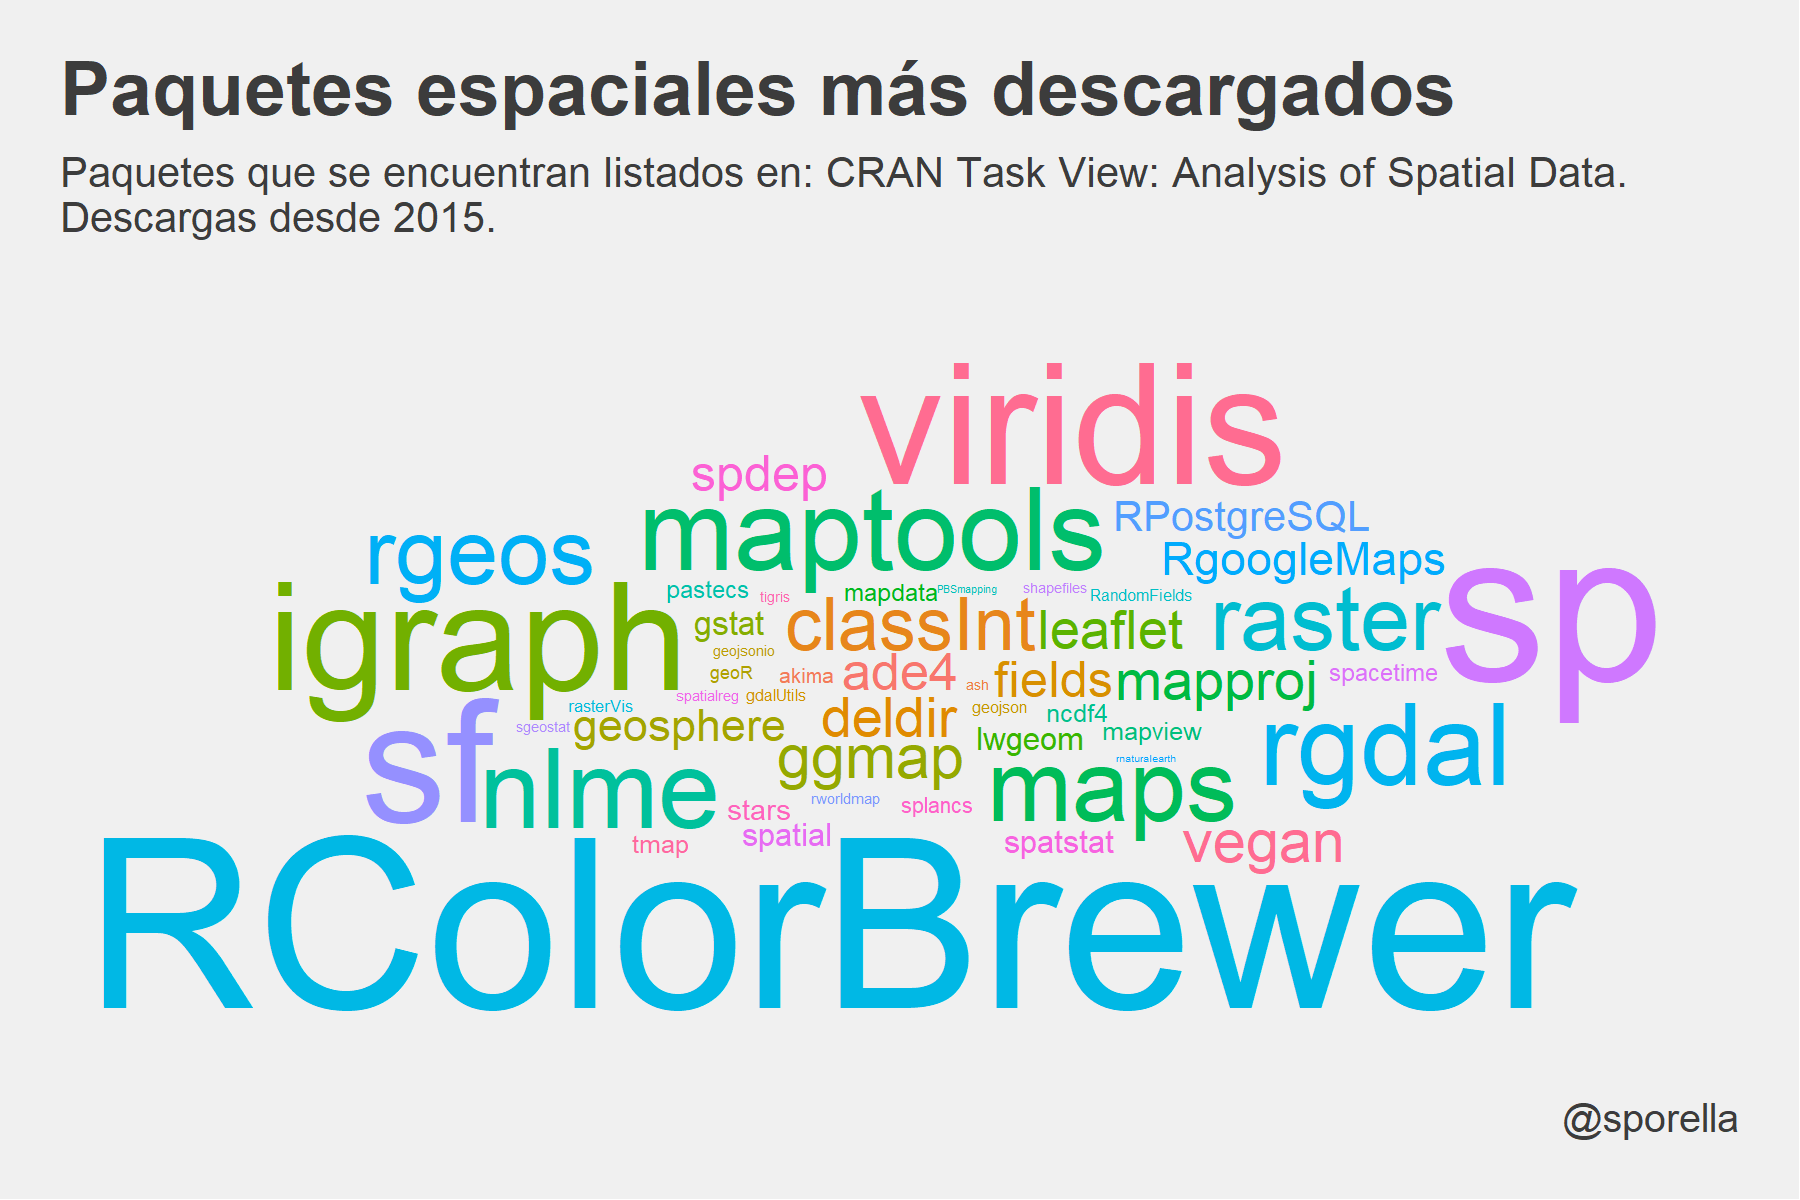 Paquetes espaciales más descargados
Paquetes que se encuentran listados en: CRAN Task View: Analysis of Spatial Data.
Descargas desde 2015.
viridis
spdep
maptools
RPostgreSQL
rgeos
RgoogleMaps
sp
igraph
pastecs
tigris
mapdata
PBSmapping
shapefiles
RandomFields
gstat
classInt
leaflet
raster
geojsonio
geoR
akima
ade4
ash
fields
mapproj
spacetime
spatialreg
gdalUtils
rasterVis
geojson
ncdf4
sgeostat
geosphere
deldir
lwgeom
mapview
rgdal
sf
nlme
ggmap
rnaturalearth
maps
stars
rworldmap
splancs
tmap
spatial
spatstat
vegan
RColorBrewer
@sporella